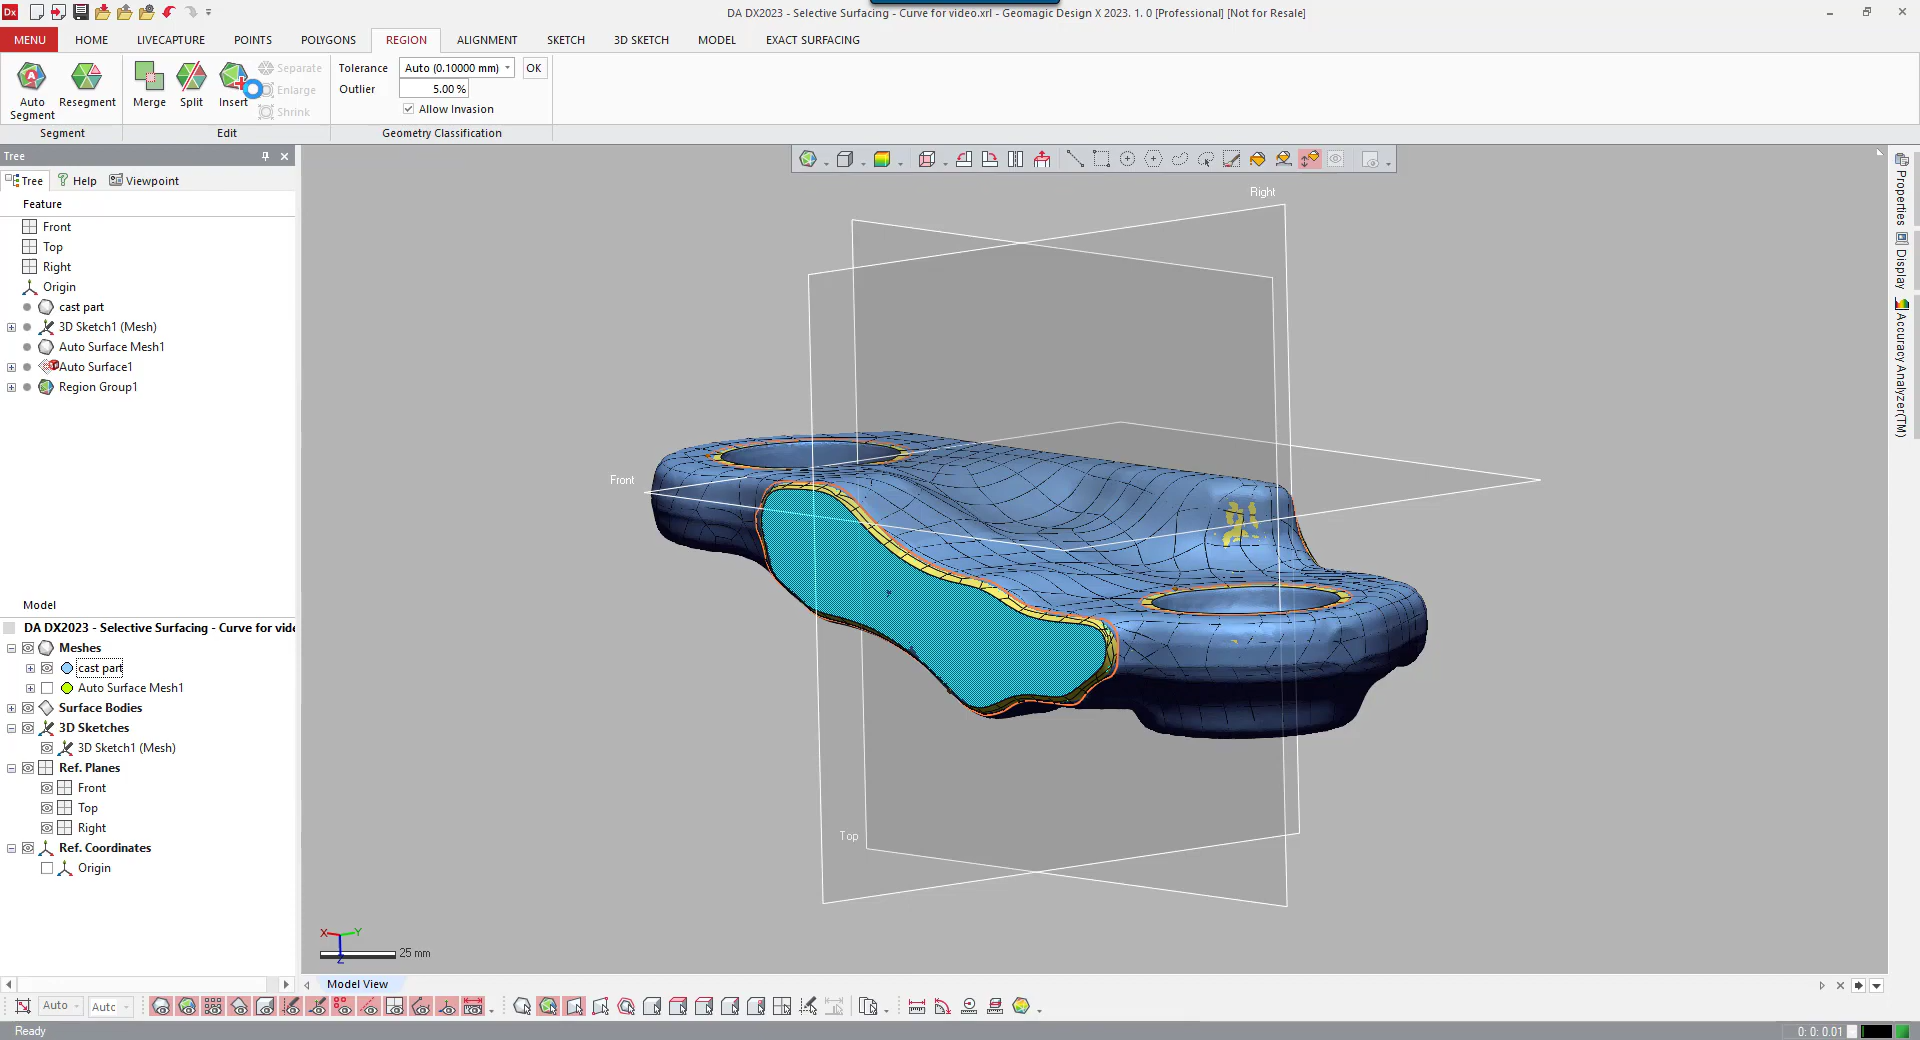 Dx
DA DX2023 - Selective Surfacing - Curve for video.xrl - Geomagic Design X 2023. 1. 0 [Professional] [Not for Resale]
MENU HOME LIVECAPTURE POINTS POLYGONS REGION ALIGNMENT SKETCH 3D SKETCH MODEL EXACT SURFACING
Auto Segment
Resegment
Merge
Split
Insert
Separate
Enlarge
Shrink
Tolerance Auto (0.10000 mm) OK
Outlier 5.00 %
Allow Invasion
Segment Edit Geometry Classification
Tree
Tree Help Viewpoint
Feature
Front
Top
Right
Origin
cast part
3D Sketch1 (Mesh)
Auto Surface Mesh1
Auto Surface1
Region Group1
Model
DA DX2023 - Selective Surfacing - Curve for vide
Meshes
cast part
Auto Surface Mesh1
Surface Bodies
3D Sketches
3D Sketch1 (Mesh)
Ref. Planes
Front
Top
Right
Ref. Coordinates
Origin
Right
Front
Top
X Y
Z
25 mm
Properties
Display
Accuracy Analyzer(TM)
Model View
Auto Autc
Ready
0: 0: 0.01